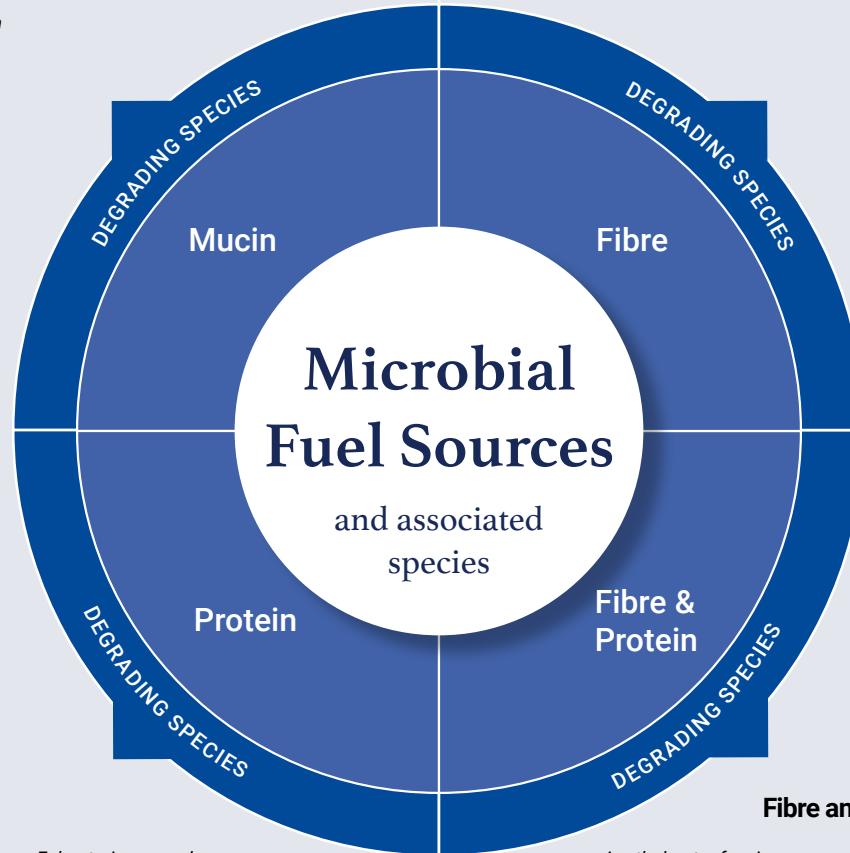 DEGRADING SPECIES
DEGRADING SPECIES
Mucin
Fibre
Microbial
Fuel Sources
and associated
species
Protein
Fibre &
Protein
DEGRADING SPECIES
DEGRADING SPECIES
Fibre an